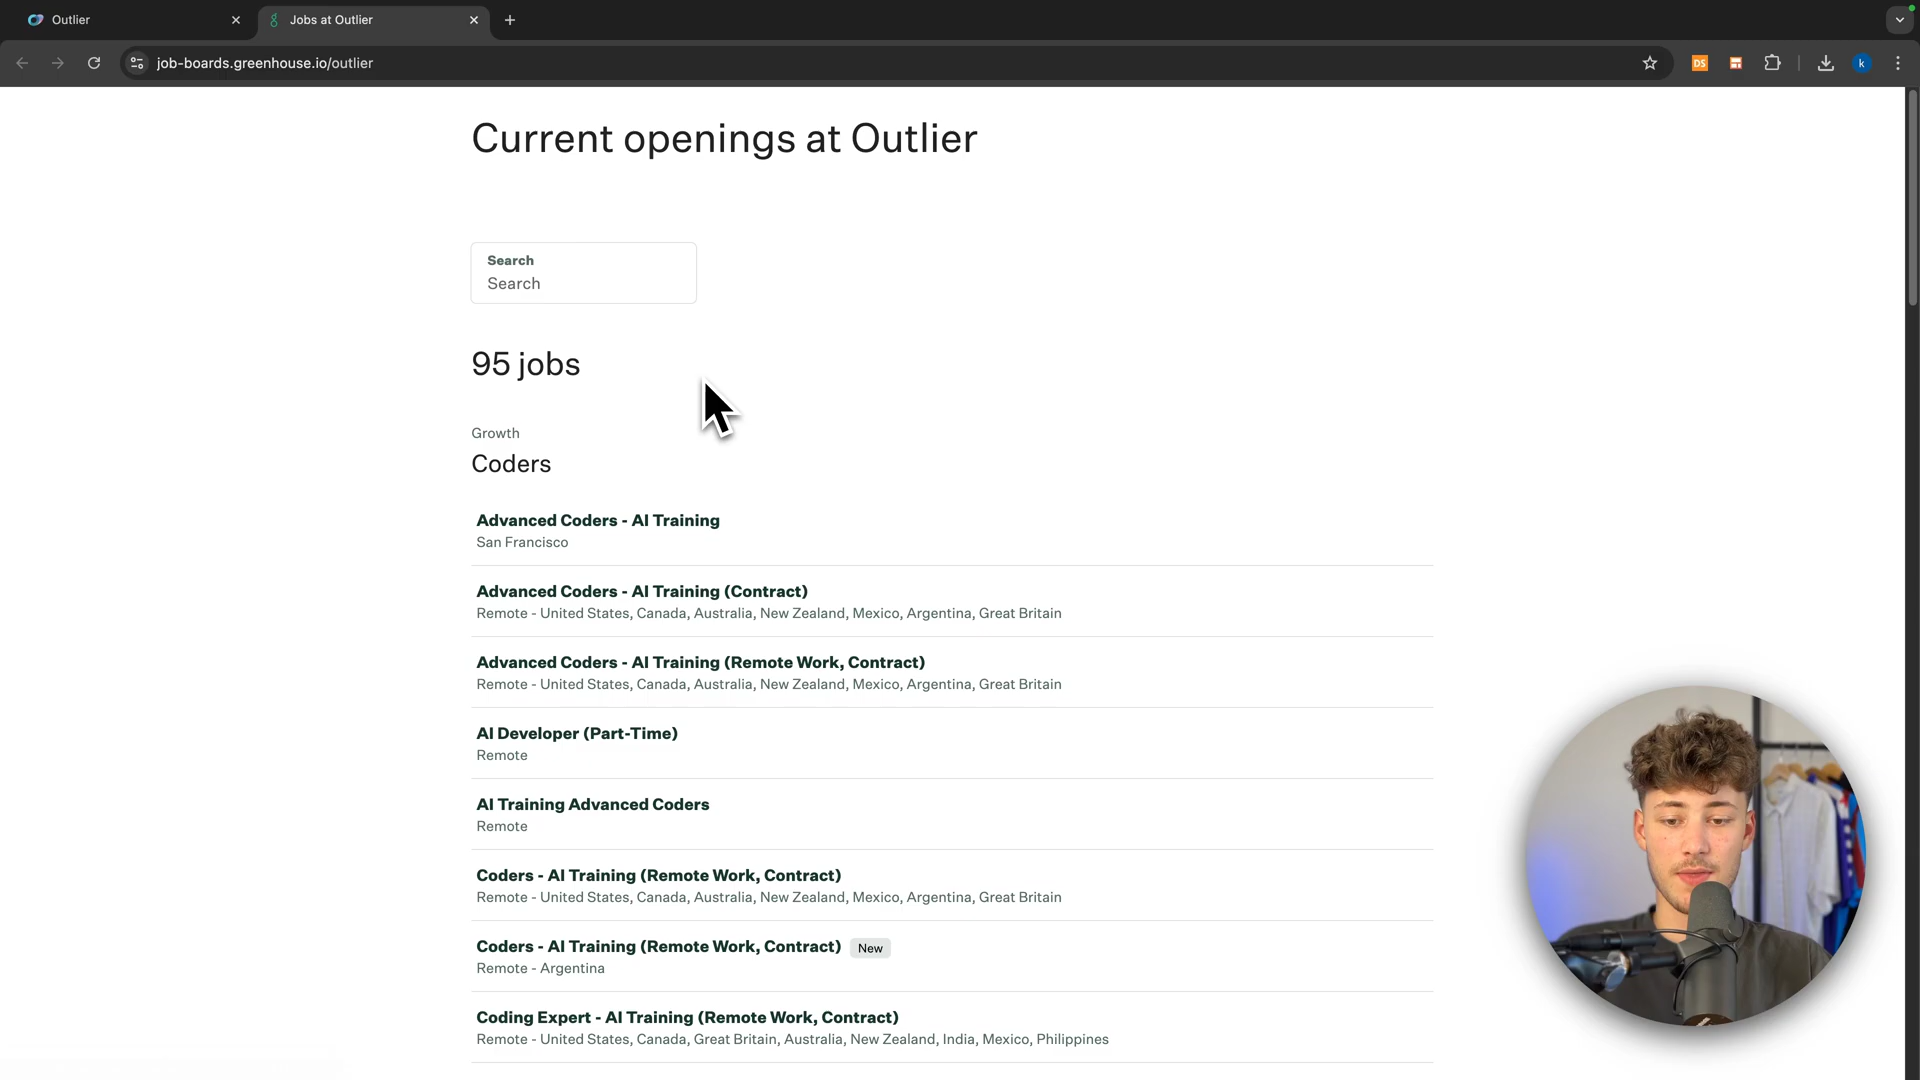 Outlier
Jobs at Outlier
job-boards.greenhouse.io/outlier
DS
k
Current openings at Outlier
Search
Search
95 jobs
Growth
Coders
Advanced Coders - AI Training
San Francisco
Advanced Coders - AI Training (Contract)
Remote - United States, Canada, Australia, New Zealand, Mexico, Argentina, Great Britain
Advanced Coders - AI Training (Remote Work, Contract)
Remote - United States, Canada, Australia, New Zealand, Mexico, Argentina, Great Britain
AI Developer (Part-Time)
Remote
AI Training Advanced Coders
Remote
Coders - AI Training (Remote Work, Contract)
Remote - United States, Canada, Australia, New Zealand, Mexico, Argentina, Great Britain
Coders - AI Training (Remote Work, Contract) New
Remote - Argentina
Coding Expert - AI Training (Remote Work, Contract)
Remote - United States, Canada, Great Britain, Australia, New Zealand, India, Mexico, Philippines